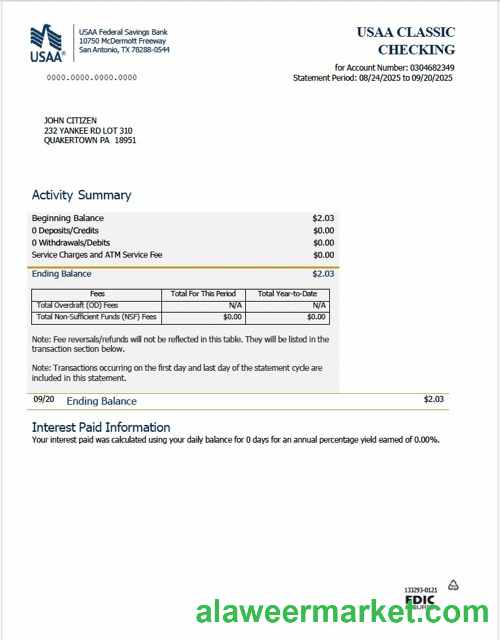 USAA Federal Savings Bank
10750 McDermott Freeway
San Antonio, TX 78288-0544
USAA®
0000.0000.0000.0000
USAA CLASSIC
CHECKING
for Account Number: 0304682349
Statement Period: 08/24/2025 to 09/20/2025
JOHN CITIZEN
232 YANKEE RD LOT 310
QUAKERTOWN PA 18951
Activity Summary
Beginning Balance $2.03
0 Deposits/Credits $0.00
0 Withdrawals/Debits $0.00
Service Charges and ATM Service Fee $0.00
Ending Balance $2.03
Fees Total For This Period Total Year-to-Date
Total Overdraft (OD) Fees N/A N/A
Total Non-Sufficient Funds (NSF) Fees $0.00 $0.00
Note: Fee reversals/refunds will not be reflected in this table. They will be listed in the
transaction section below.
Note: Transactions occurring on the first day and last day of the statement cycle are
included in this statement.
09/20 Ending Balance $2.03
Interest Paid Information
Your interest paid was calculated using your daily balance for 0 days for an annual percentage yield earned of 0.00%.
133293-0121
FDIC
alaweermarket.com